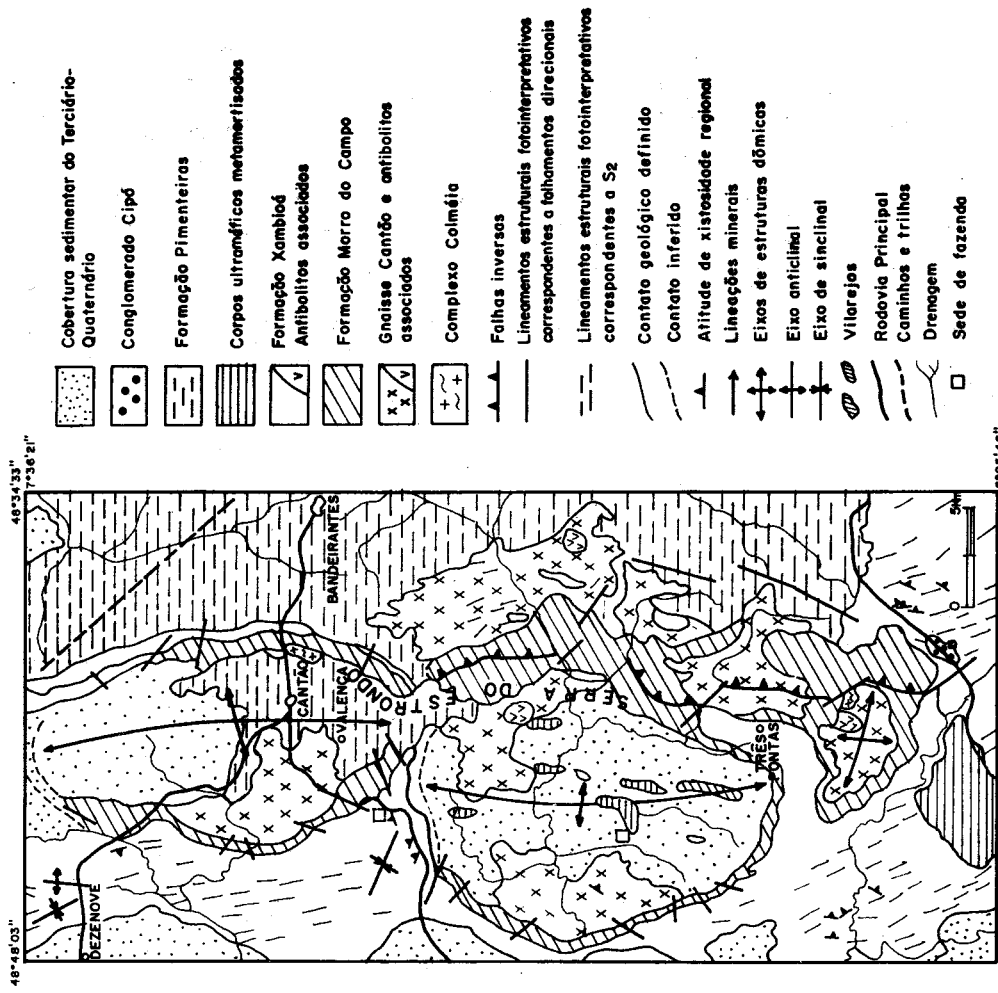 Cobertura sedimentar do Terciário-
Quaternário
Conglomerado Cipó
Formação Pimenteiras
Corpos ultraméficos metamertisados
Formação Xambioá
Antibolitos associados
Formação Morro do Campo
Gnaisse Cantão e antibolitos
associados
Complexo Colméia
Falhas inversas
Lineamentos estruturais fotointerpretativos
correspondentes a falhamentos direcionais
Lineamentos estruturais fotointerpretativos
correspondentes a S2
Contato geológico definido
Contato inferido
Atitude de xistosidade regional
Lineações minerais
Eixos de estruturas dômicas
Eixo anticlinal
Eixo de sinclinal
Vilarejos
Rodovia Principal
Caminhos e trilhas
Drenagem
Sede de fazenda
48°48'03"
48°34'33"
7°36'21"
DEZENOVE
CANTÃO
VALENÇA
BANDEIRANTES
SERRA DO ESTRONDO
TRÊS
PONTAS